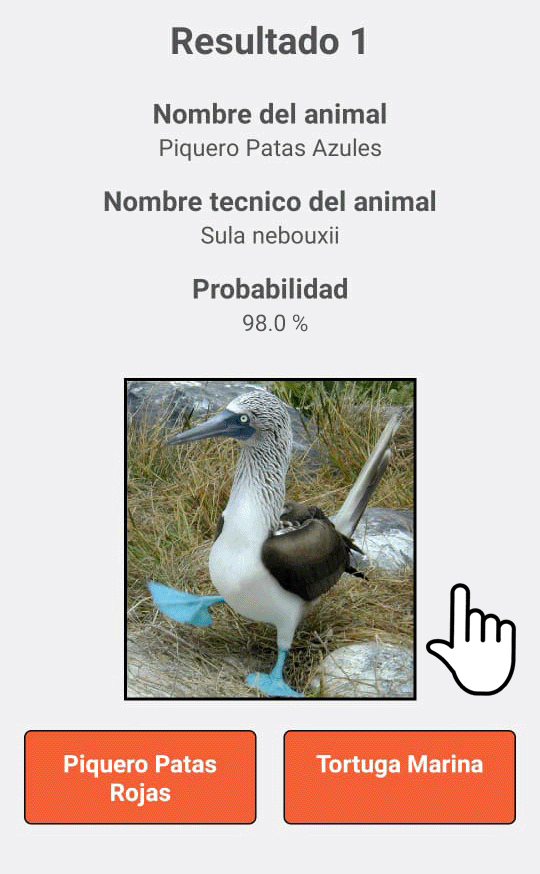 Resultado 1
Nombre del animal
Piquero Patas Azules
Nombre tecnico del animal
Sula nebouxii
Probabilidad
98.0 %
Piquero Patas
Rojas
Tortuga Marina